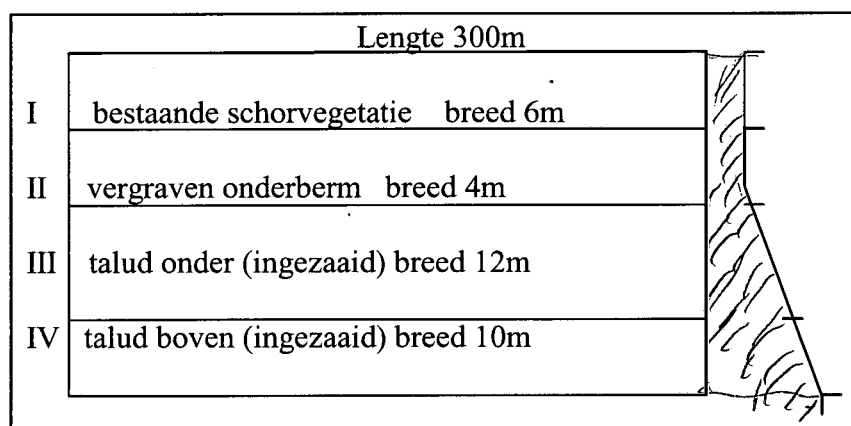 Lengte 300m
I bestaande schorvegetatie breed 6m
II vergraven onderberm breed 4m
III talud onder (ingezaaid) breed 12m
IV talud boven (ingezaaid) breed 10m